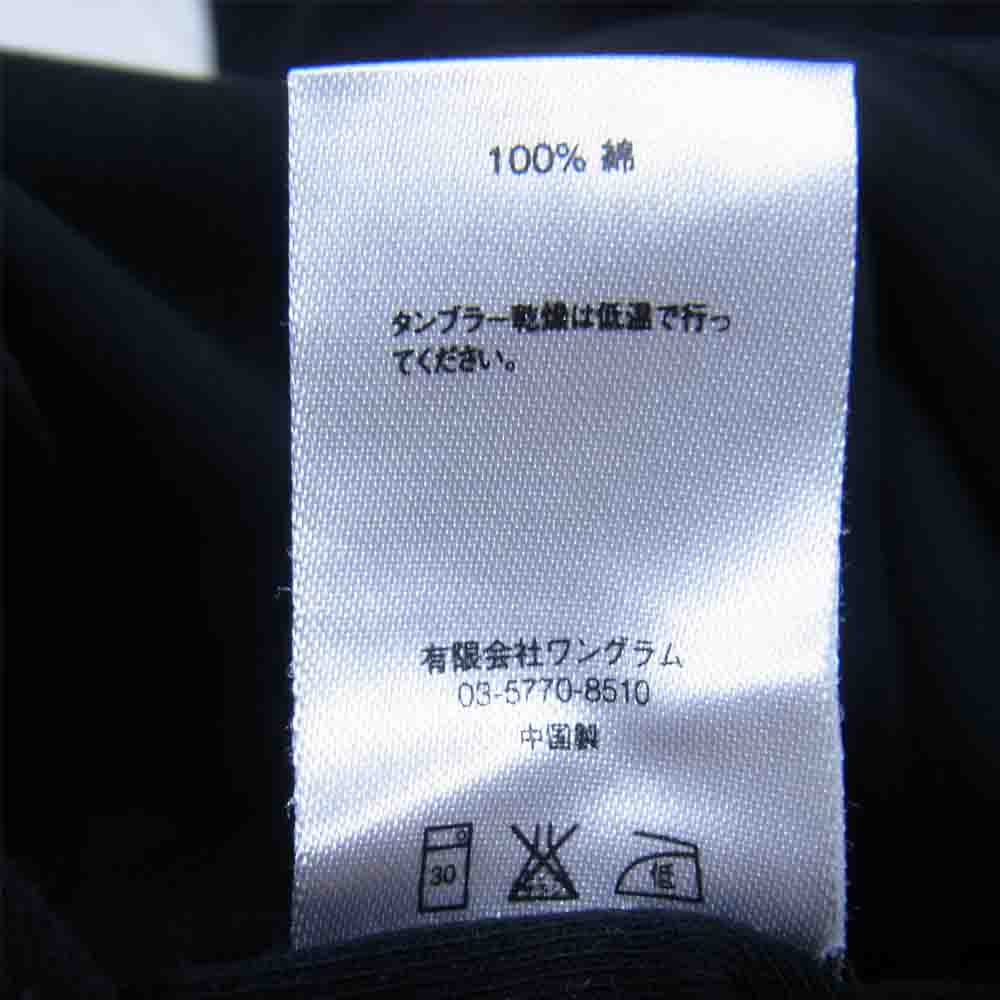 100% 綿
タンブラー乾燥は低温で行っ
てください。
有限会社ワングラム
03-5770-8510
中国製
30
低